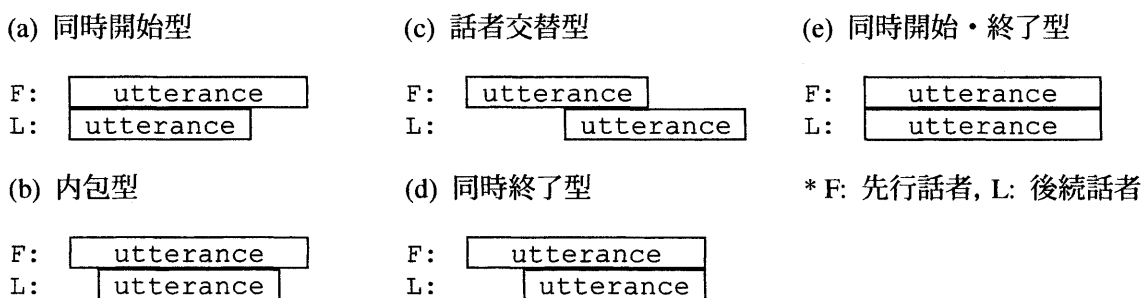 (a) 同時開始型
F: utterance
L: utterance
(b) 内包型
F: utterance
L: utterance
(c) 話者交替型
F: utterance
L: utterance
(d) 同時終了型
F: utterance
L: utterance
(e) 同時開始・終了型
F: utterance
L: utterance
* F: 先行話者, L: 後続話者